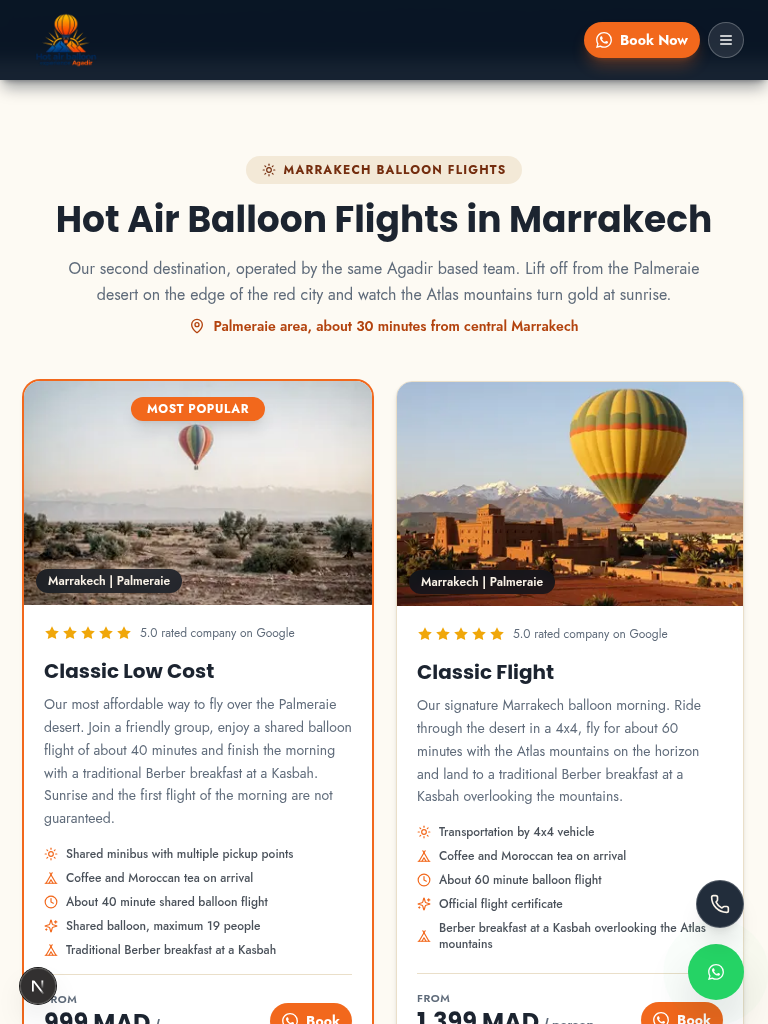 Agadir
Book Now
MARRAKECH BALLOON FLIGHTS
Hot Air Balloon Flights in Marrakech
Our second destination, operated by the same Agadir based team. Lift off from the Palmeraie
desert on the edge of the red city and watch the Atlas mountains turn gold at sunrise.
Palmeraie area, about 30 minutes from central Marrakech
MOST POPULAR
Marrakech | Palmeraie
5.0 rated company on Google
Classic Low Cost
Our most affordable way to fly over the Palmeraie
desert. Join a friendly group, enjoy a shared balloon
flight of about 40 minutes and finish the morning
with a traditional Berber breakfast at a Kasbah.
Sunrise and the first flight of the morning are not
guaranteed.
Shared minibus with multiple pickup points
Coffee and Moroccan tea on arrival
About 40 minute shared balloon flight
Shared balloon, maximum 19 people
Traditional Berber breakfast at a Kasbah
N
FROM
999 MAD /
Book
Marrakech | Palmeraie
5.0 rated company on Google
Classic Flight
Our signature Marrakech balloon morning. Ride
through the desert in a 4x4, fly for about 60
minutes with the Atlas mountains on the horizon
and land to a traditional Berber breakfast at a
Kasbah overlooking the mountains.
Transportation by 4x4 vehicle
Coffee and Moroccan tea on arrival
About 60 minute balloon flight
Official flight certificate
Berber breakfast at a Kasbah overlooking the Atlas
mountains
FROM
1,399 MAD / person
Book